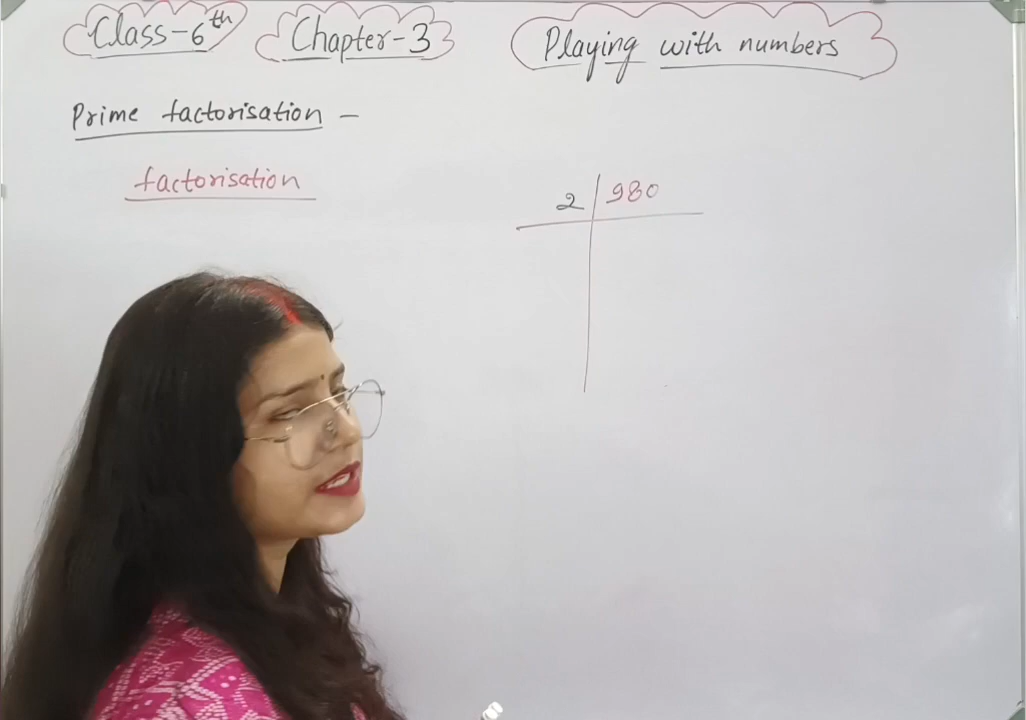 Class-6th Chapter-3 Playing with numbers
Prime factorisation -
factorisation
2 980